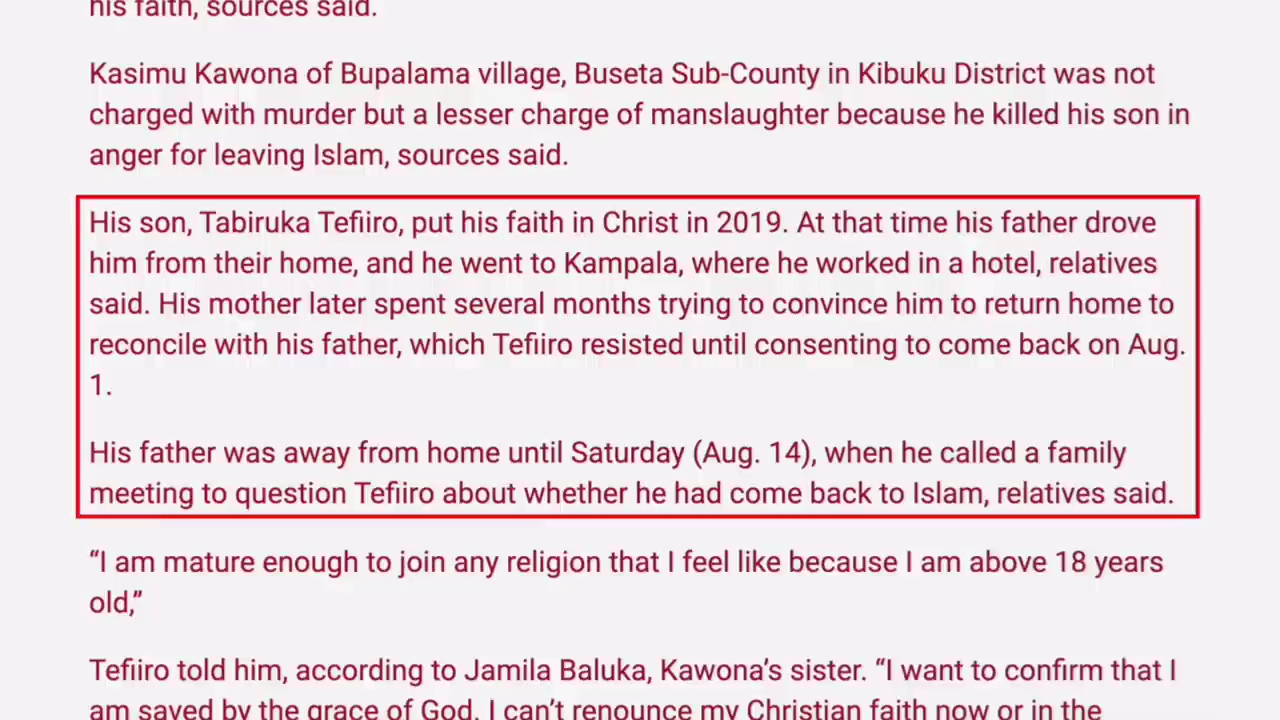 his faith, sources said.
Kasimu Kawona of Bupalama village, Buseta Sub-County in Kibuku District was not
charged with murder but a lesser charge of manslaughter because he killed his son in
anger for leaving Islam, sources said.
His son, Tabiruka Tefiiro, put his faith in Christ in 2019. At that time his father drove
him from their home, and he went to Kampala, where he worked in a hotel, relatives
said. His mother later spent several months trying to convince him to return home to
reconcile with his father, which Tefiiro resisted until consenting to come back on Aug.
1.
His father was away from home until Saturday (Aug. 14), when he called a family
meeting to question Tefiiro about whether he had come back to Islam, relatives said.
“I am mature enough to join any religion that I feel like because I am above 18 years
old,”
Tefiiro told him, according to Jamila Baluka, Kawona’s sister. “I want to confirm that I
am saved by the grace of God. I can’t renounce my Christian faith now or in the